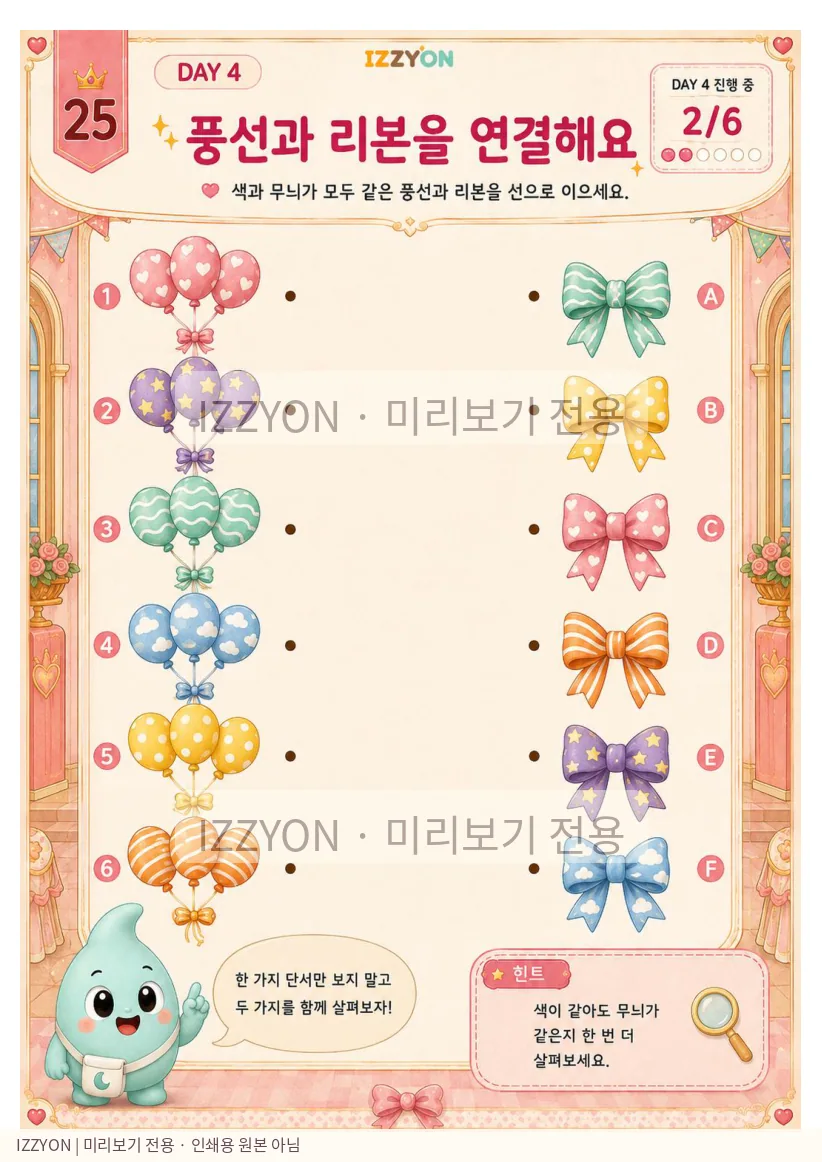 IZZYON
DAY 4
25
DAY 4 진행 중
2/6
풍선과 리본을 연결해요
색과 무늬가 모두 같은 풍선과 리본을 선으로 이으세요.
1
A
2
B
IZZYON · 미리보기 전용
3
C
4
D
5
E
IZZYON · 미리보기 전용
6
F
한 가지 단서만 보지 말고
두 가지를 함께 살펴보자!
힌트
색이 같아도 무늬가
같은지 한 번 더
살펴보세요.
IZZYON | 미리보기 전용 · 인쇄용 원본 아님